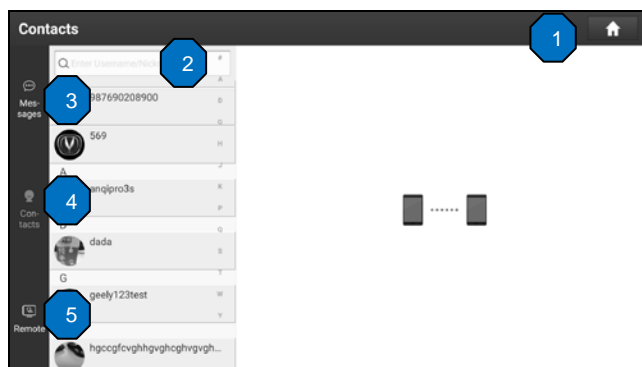 Contacts
1
Enter Username/Nick
2
Mes-
sages
3
987690208900
569
A
4
anqipro3s
Con-
tacts
D
dada
G
5
geely123test
Remote
hgccgfcvghhgvghcghvgvgh...
#
A
D
G
H
J
K
P
Q
S
T
W
Y